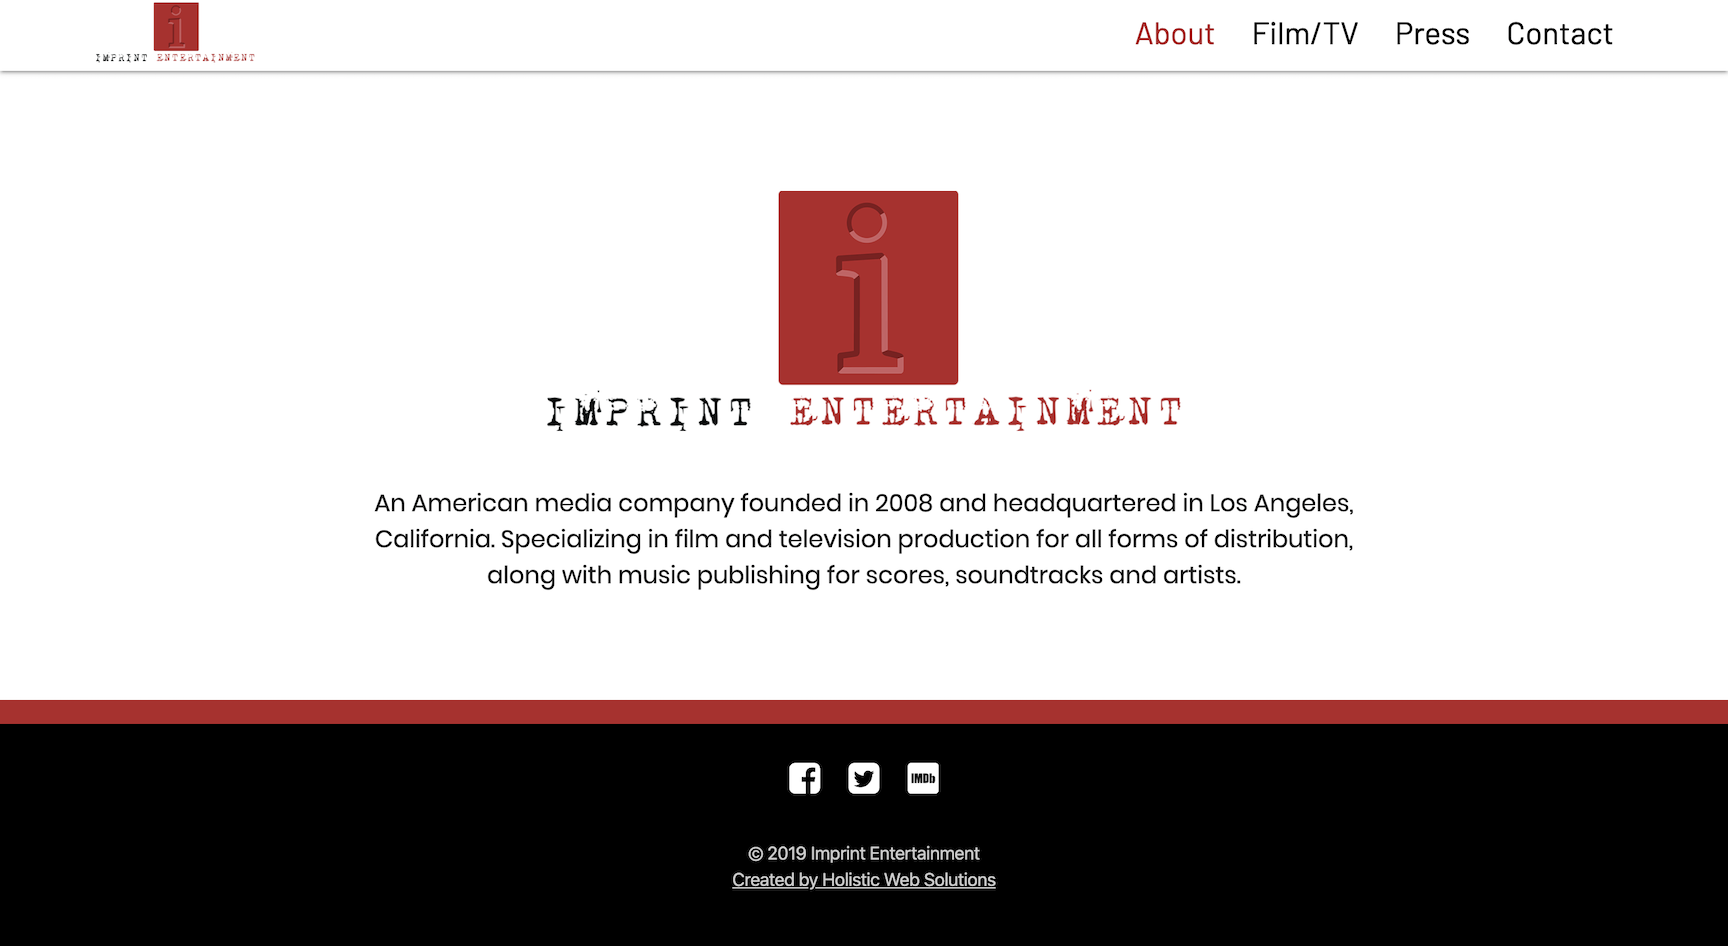 i
IMPRINT ENTERTAINMENT
About Film/TV Press Contact
i
IMPRINT ENTERTAINMENT
An American media company founded in 2008 and headquartered in Los Angeles,
California. Specializing in film and television production for all forms of distribution,
along with music publishing for scores, soundtracks and artists.
IMDb
© 2019 Imprint Entertainment
Created by Holistic Web Solutions